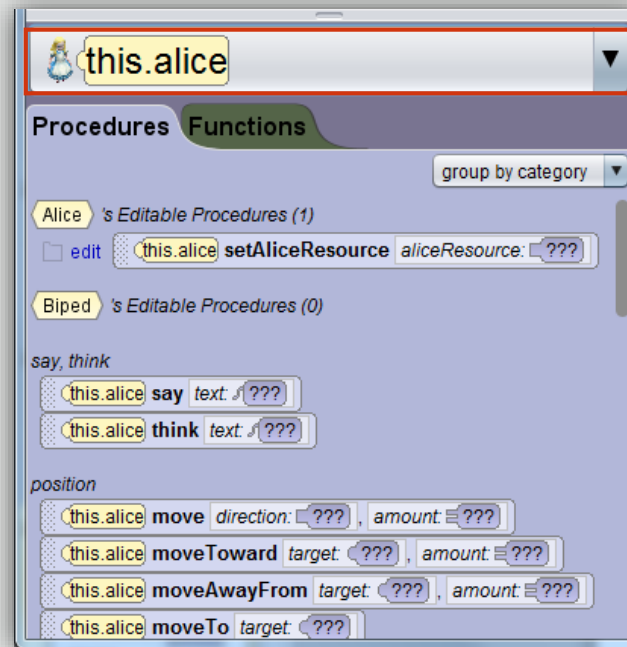 this.alice
Procedures Functions
group by category
Alice 's Editable Procedures (1)
edit this.alice setAliceResource aliceResource: ???
Biped 's Editable Procedures (0)
say, think
this.alice say text: ???
this.alice think text: ???
position
this.alice move direction: ??? , amount: ???
this.alice moveToward target: ??? , amount: ???
this.alice moveAwayFrom target: ??? , amount: ???
this.alice moveTo target: ???